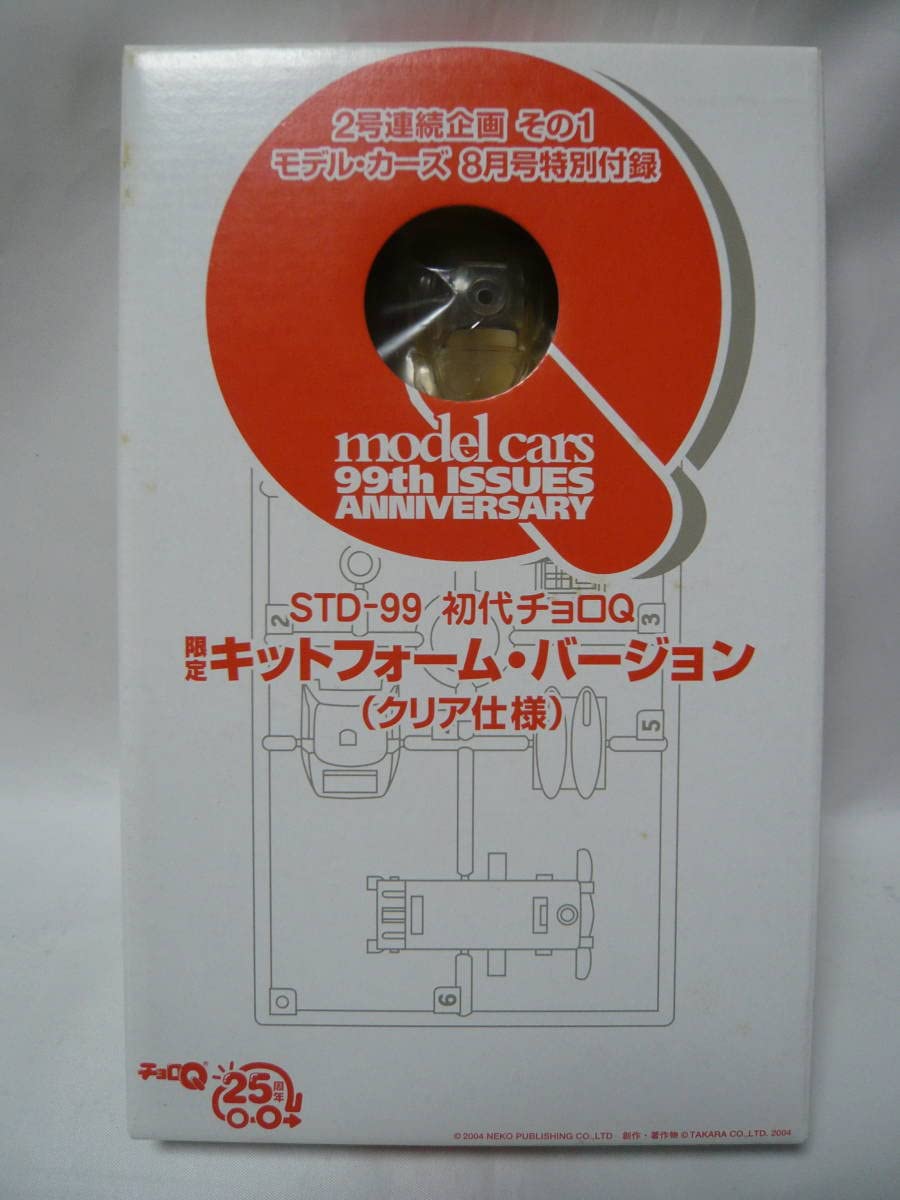 2号連続企画 その1
モデル・カーズ 8月号特別付録
model cars
99th ISSUES
ANNIVERSARY
STD-99 初代チョロQ
限定 キットフォーム・バージョン
(クリア仕様)
2
3
5
6
チョロQ 25周年
© 2004 NEKO PUBLISHING CO.,LTD 創作・著作物 © TAKARA CO.,LTD. 2004